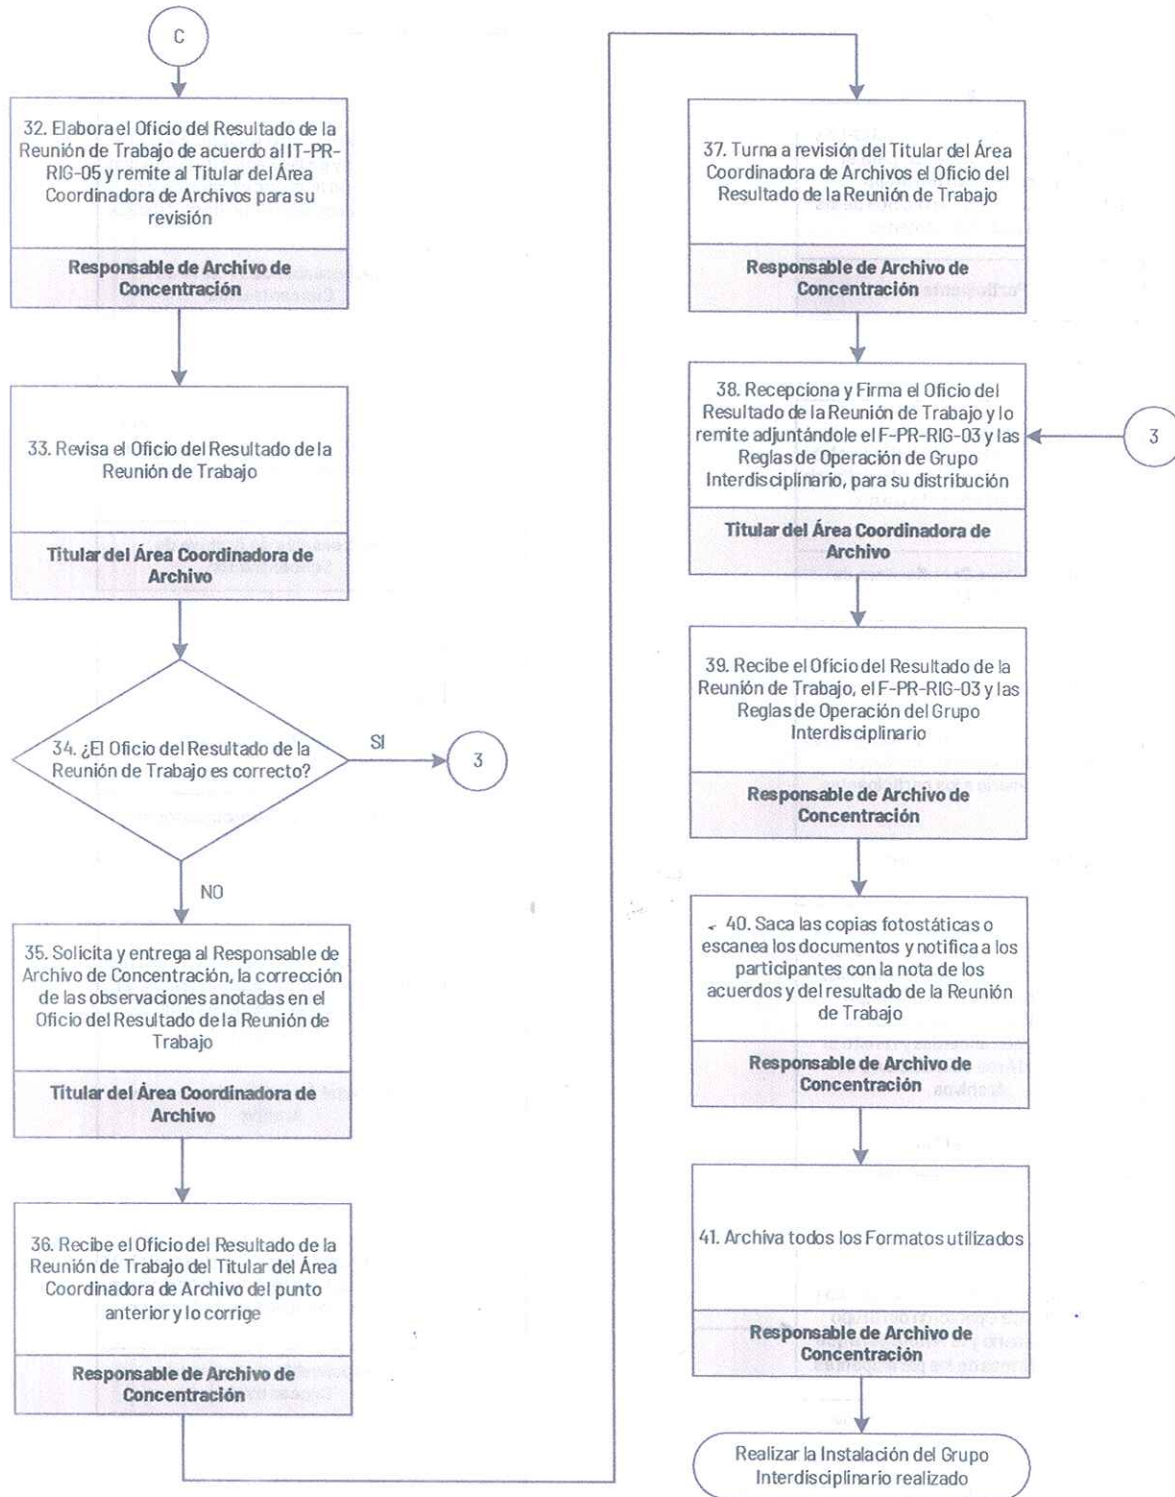 C
32. Elabora el Oficio del Resultado de la
Reunión de Trabajo de acuerdo al IT-PR-
RIG-05 y remite al Titular del Área
Coordinadora de Archivos para su
revisión
Responsable de Archivo de
Concentración
33. Revisa el Oficio del Resultado de la
Reunión de Trabajo
Titular del Área Coordinadora de
Archivo
34. ¿El Oficio del Resultado de la
Reunión de Trabajo es correcto?
SI
3
NO
35. Solicita y entrega al Responsable de
Archivo de Concentración, la corrección
de las observaciones anotadas en el
Oficio del Resultado de la Reunión de
Trabajo
Titular del Área Coordinadora de
Archivo
36. Recibe el Oficio del Resultado de la
Reunión de Trabajo del Titular del Área
Coordinadora de Archivo del punto
anterior y lo corrige
Responsable de Archivo de
Concentración
37. Turna a revisión del Titular del Área
Coordinadora de Archivos el Oficio del
Resultado de la Reunión de Trabajo
Responsable de Archivo de
Concentración
38. Recepciona y Firma el Oficio del
Resultado de la Reunión de Trabajo y lo
remite adjuntándole el F-PR-RIG-03 y las
Reglas de Operación de Grupo
Interdisciplinario, para su distribución
Titular del Área Coordinadora de
Archivo
3
39. Recibe el Oficio del Resultado de la
Reunión de Trabajo, el F-PR-RIG-03 y las
Reglas de Operación del Grupo
Interdisciplinario
Responsable de Archivo de
Concentración
40. Saca las copias fotostáticas o
escanea los documentos y notifica a los
participantes con la nota de los
acuerdos y del resultado de la Reunión
de Trabajo
Responsable de Archivo de
Concentración
41. Archiva todos los Formatos utilizados
Responsable de Archivo de
Concentración
Realizar la Instalación del Grupo
Interdisciplinario realizado